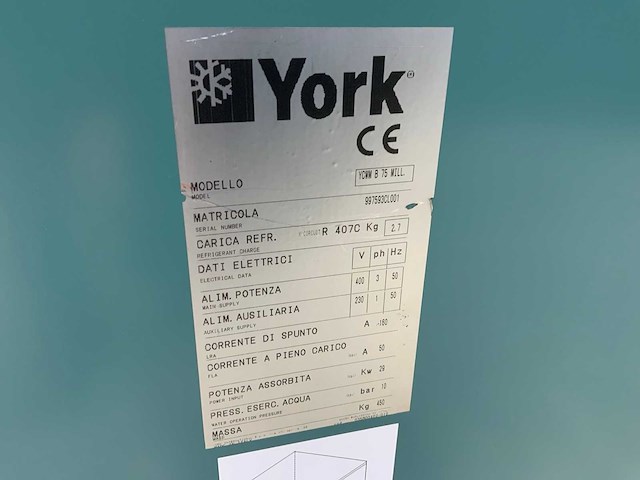 York®
CE
MODELLO YCWM B 75 MILL.
MODEL
MATRICOLA 997593CL001
SERIAL NUMBER
CARICA REFR. R 407C Kg 2.7
REFRIGERANT CHARGE
DATI ELETTRICI V ph Hz
ELECTRICAL DATA
ALIM. POTENZA 400 3 50
MAIN SUPPLY
ALIM. AUSILIARIA 230 1 50
AUXILIARY SUPPLY
CORRENTE DI SPUNTO A 160
LRA
CORRENTE A PIENO CARICO A 50
FLA
POTENZA ASSORBITA Kw 29
POWER INPUT
PRESS. ESERC. ACQUA bar 10
WATER OPERATION PRESSURE
MASSA Kg 450